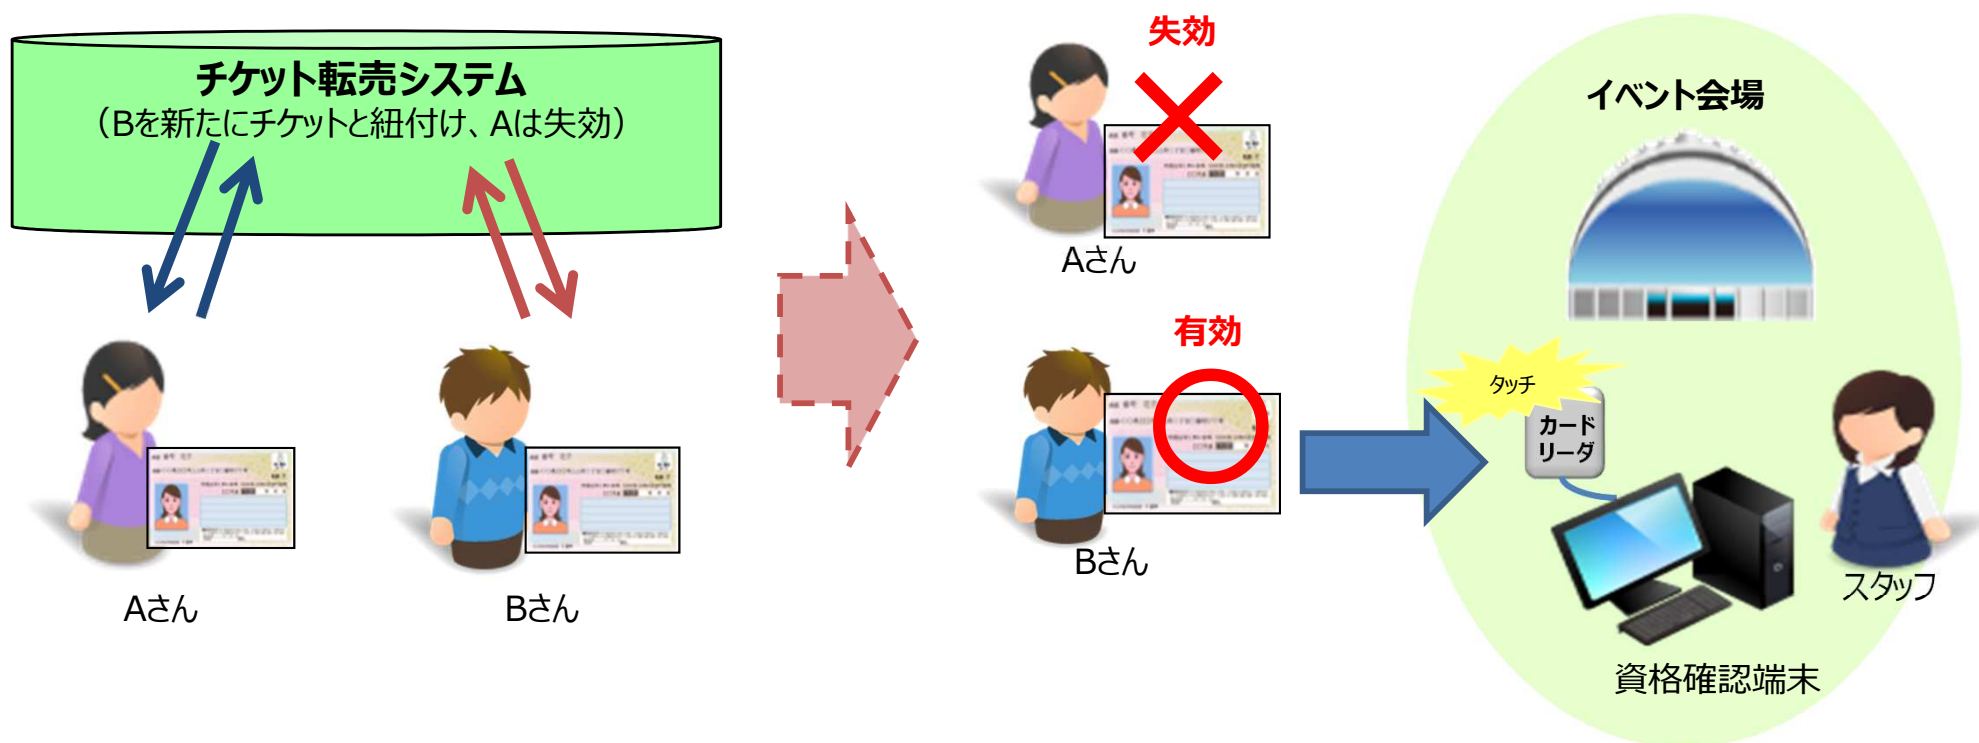 チケット転売システム
（Bを新たにチケットと紐付け、Aは失効）
Aさん
Bさん
失効
Aさん
有効
Bさん
イベント会場
タッチ
カード
リーダ
スタッフ
資格確認端末